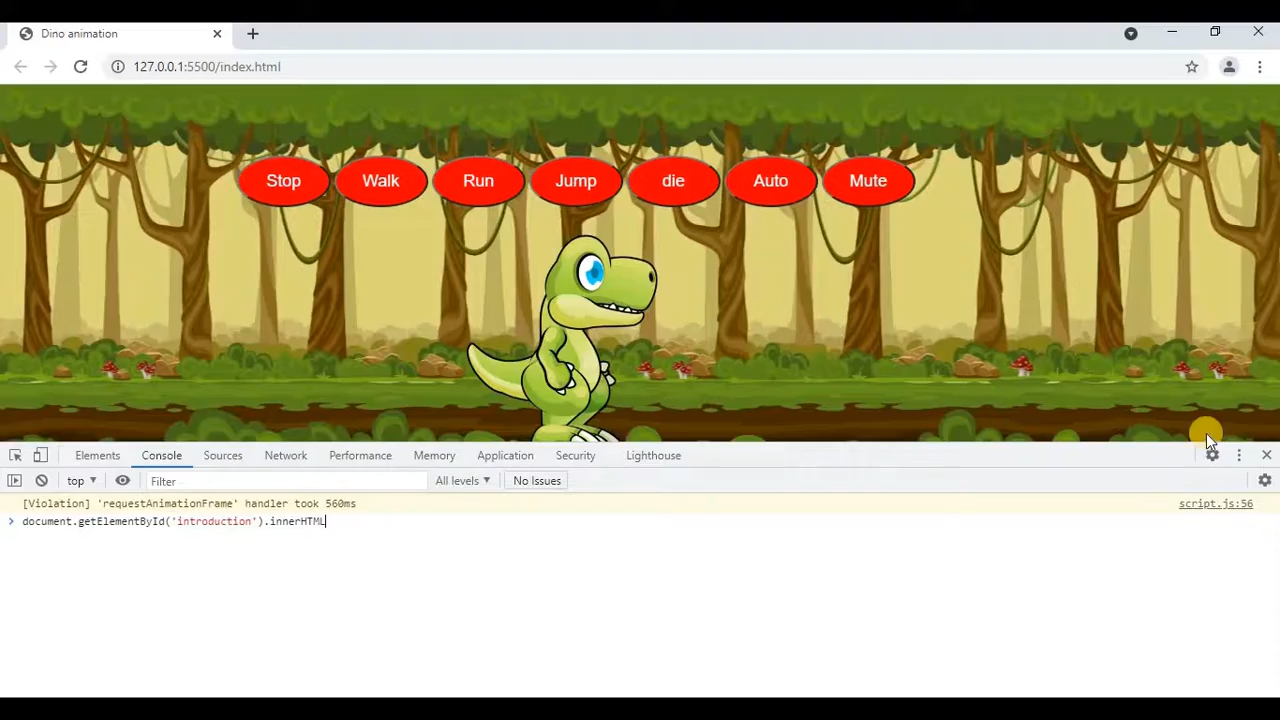 Dino animation
127.0.0.1:5500/index.html
Stop Walk Run Jump die Auto Mute
Elements Console Sources Network Performance Memory Application Security Lighthouse
top Filter All levels No Issues
[Violation] 'requestAnimationFrame' handler took 560ms script.js:56
document.getElementById('introduction').innerHTML